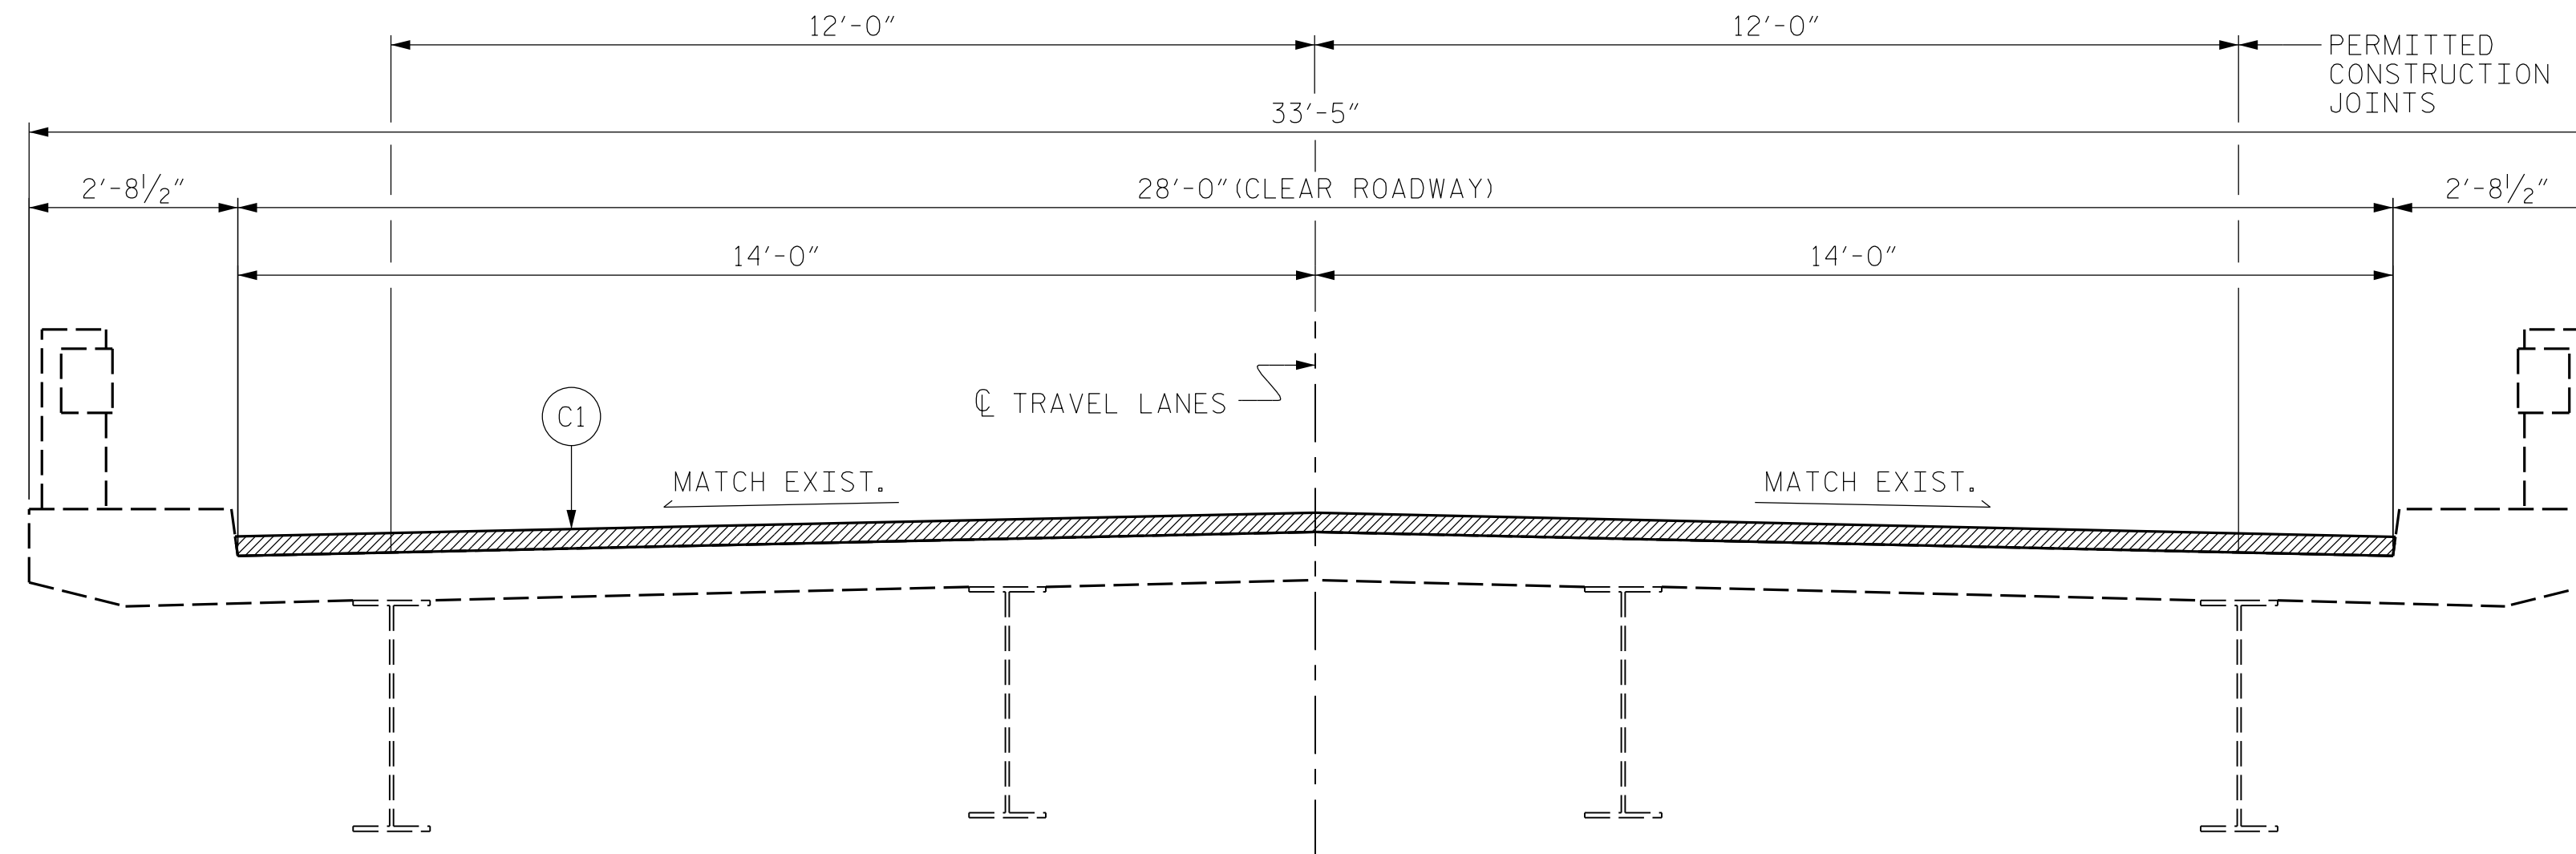 12'-0"
12'-0"
PERMITTED
CONSTRUCTION
JOINTS
33'-5"
2'-8½"
28'-0"(CLEAR ROADWAY)
2'-8½"
14'-0"
14'-0"
C1
℄ TRAVEL LANES
MATCH EXIST.
MATCH EXIST.